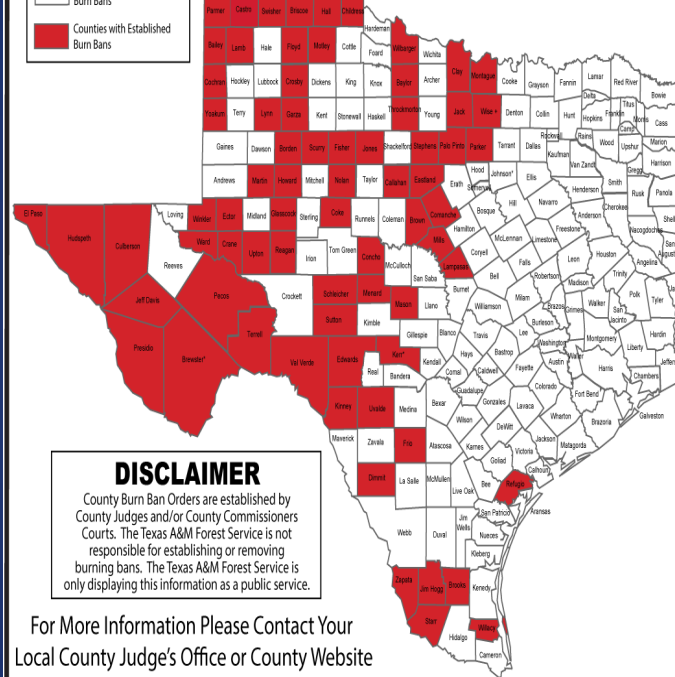 Burn Bans
Counties with Established
Burn Bans
Parmer Castro Swisher Briscoe Hall Childress
Hardeman
Bailey Lamb Hale Floyd Motley Cottle Foard Wilbarger Wichita
Clay Montague Cooke Grayson Fannin Lamar Red River Bowie
Cochran Hockley Lubbock Crosby Dickens King Knox Baylor Archer
Delta Titus Franklin Morris Cass
Yoakum Terry Lynn Garza Kent Stonewall Haskell Throckmorton Young Jack Wise + Denton Collin Hunt Hopkins Camp
Rockwall Rains Wood Upshur Marion
Gaines Dawson Borden Scurry Fisher Jones Shackelford Stephens Palo Pinto Parker Tarrant Dallas Kaufman Van Zandt Gregg Harrison
Andrews Martin Howard Mitchell Nolan Taylor Callahan Eastland Erath Hood Somervell Johnson* Ellis Henderson Smith Rusk Panola
El Paso Hudspeth Culberson Loving Winkler Ector Midland Glasscock Sterling Coke Runnels Coleman Brown Comanche Hamilton Bosque Hill Navarro Anderson Cherokee Nacogdoches Shel
Ward Crane Upton Reagan Irion Tom Green Concho McCulloch Mills Coryell McLennan Limestone Freestone Leon Houston Angelina San
Augus
Reeves San Saba Lampasas Bell Falls Robertson Madison Trinity Polk Tyler
Jeff Davis Pecos Crockett Schleicher Menard Mason Llano Burnet Williamson Milam Brazos Grimes Walker San
Jacinto
Presidio Brewster* Terrell Sutton Kimble Gillespie Blanco Travis Lee Burleson Washington Montgomery Liberty Hardin
Val Verde Edwards Kerr* Kendall Hays Bastrop Fayette Austin Waller Harris Jeffer
Real Bandera Comal Caldwell Colorado Chambers
Kinney Uvalde Medina Bexar Guadalupe Gonzales Lavaca Wharton Fort Bend Brazoria Galveston
Maverick Zavala Frio Atascosa Wilson Karnes DeWitt Jackson Matagorda
Dimmit La Salle McMullen Live Oak Bee Goliad Victoria Calhoun
Refugio
San Patricio Aransas
Webb Duval Jim
Wells Nueces
Kleberg
Zapata Jim Hogg Brooks Kenedy
Starr Hidalgo Willacy
Cameron
DISCLAIMER
County Burn Ban Orders are established by
County Judges and/or County Commissioners
Courts. The Texas A&M Forest Service is not
responsible for establishing or removing
burning bans. The Texas A&M Forest Service is
only displaying this information as a public service.
For More Information Please Contact Your
Local County Judge's Office or County Website